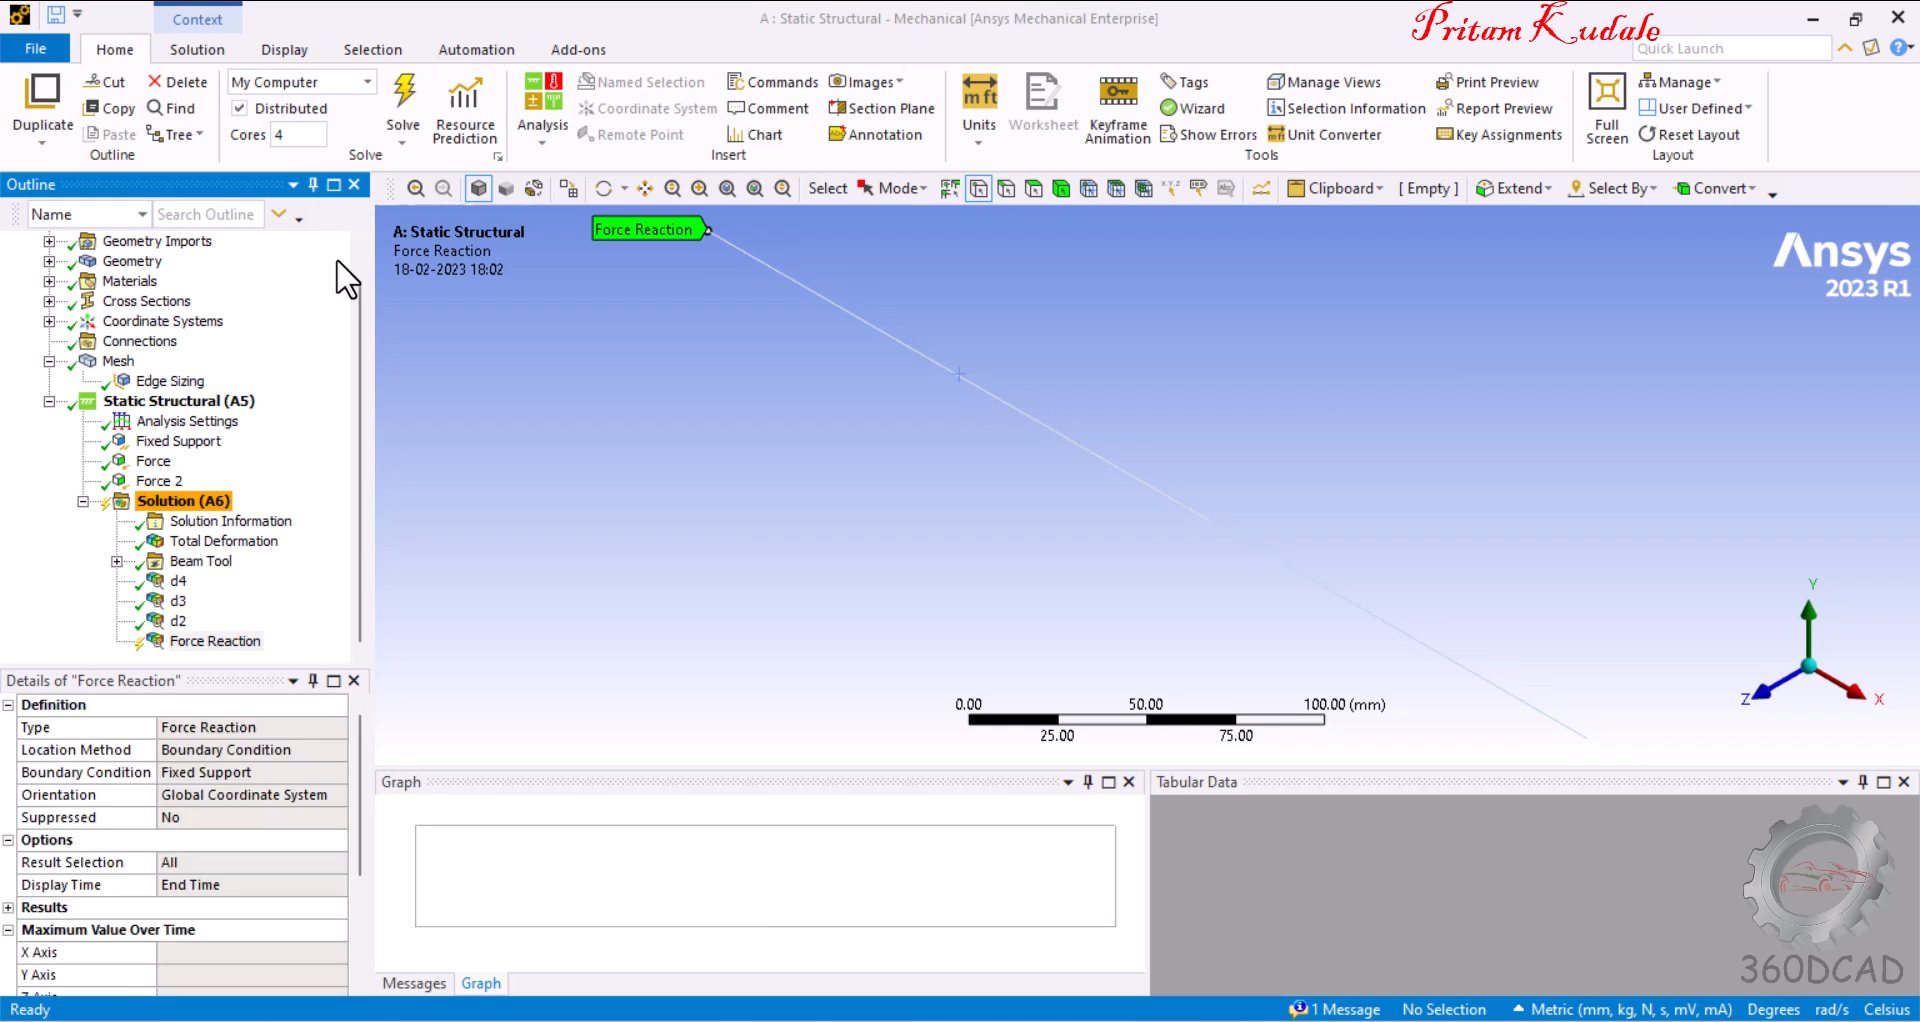 Context
A : Static Structural - Mechanical [Ansys Mechanical Enterprise]
Pritam Kudale
File
Home
Solution
Display
Selection
Automation
Add-ons
Quick Launch
Duplicate
Cut
Copy
Paste
Delete
Find
Tree
Outline
My Computer
Distributed
Cores 4
Solve
Resource Prediction
Solve
Analysis
Named Selection
Coordinate System
Remote Point
Commands
Comment
Chart
Images
Section Plane
Annotation
Insert
Units
Worksheet
Keyframe Animation
Tags
Wizard
Show Errors
Manage Views
Selection Information
Unit Converter
Print Preview
Report Preview
Key Assignments
Tools
Full Screen
Manage
User Defined
Reset Layout
Layout
Outline
Select
Mode
Clipboard
[ Empty ]
Extend
Select By
Convert
Name
Search Outline
Geometry Imports
Geometry
Materials
Cross Sections
Coordinate Systems
Connections
Mesh
Edge Sizing
Static Structural (A5)
Analysis Settings
Fixed Support
Force
Force 2
Solution (A6)
Solution Information
Total Deformation
Beam Tool
d4
d3
d2
Force Reaction
A: Static Structural
Force Reaction
18-02-2023 18:02
Force Reaction
Ansys
2023 R1
Y
Z
X
0.00 50.00 100.00 (mm)
25.00 75.00
Details of "Force Reaction"
Definition
Type Force Reaction
Location Method Boundary Condition
Boundary Condition Fixed Support
Orientation Global Coordinate System
Suppressed No
Options
Result Selection All
Display Time End Time
Results
Maximum Value Over Time
X Axis
Y Axis
Graph
Tabular Data
360DCAD
Messages
Graph
Ready
1 Message
No Selection
Metric (mm, kg, N, s, mV, mA)
Degrees
rad/s
Celsius